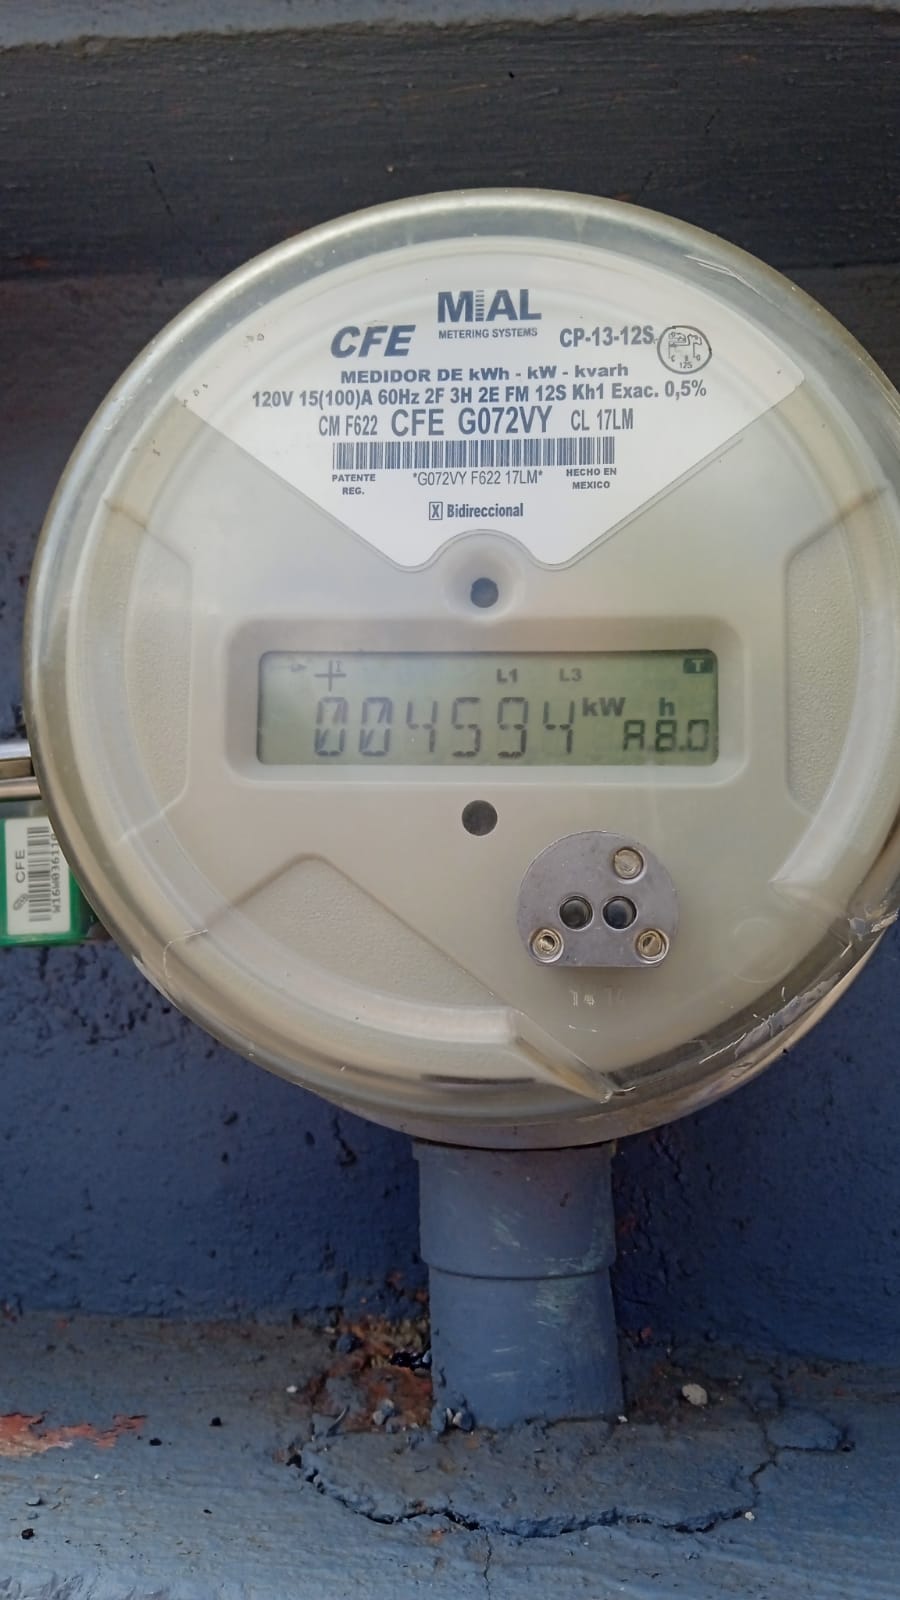 MIAL
METERING SYSTEMS
CFE
CP-13-12S
12S
MEDIDOR DE kWh - kW - kvarh
120V 15(100)A 60Hz 2F 3H 2E FM 12S Kh1 Exac. 0,5%
CM F622 CFE G072VY CL 17LM
PATENTE REG.
*G072VY F622 17LM*
HECHO EN MEXICO
X Bidireccional
L1 L3 T
004594 kW h A.8.0
CFE